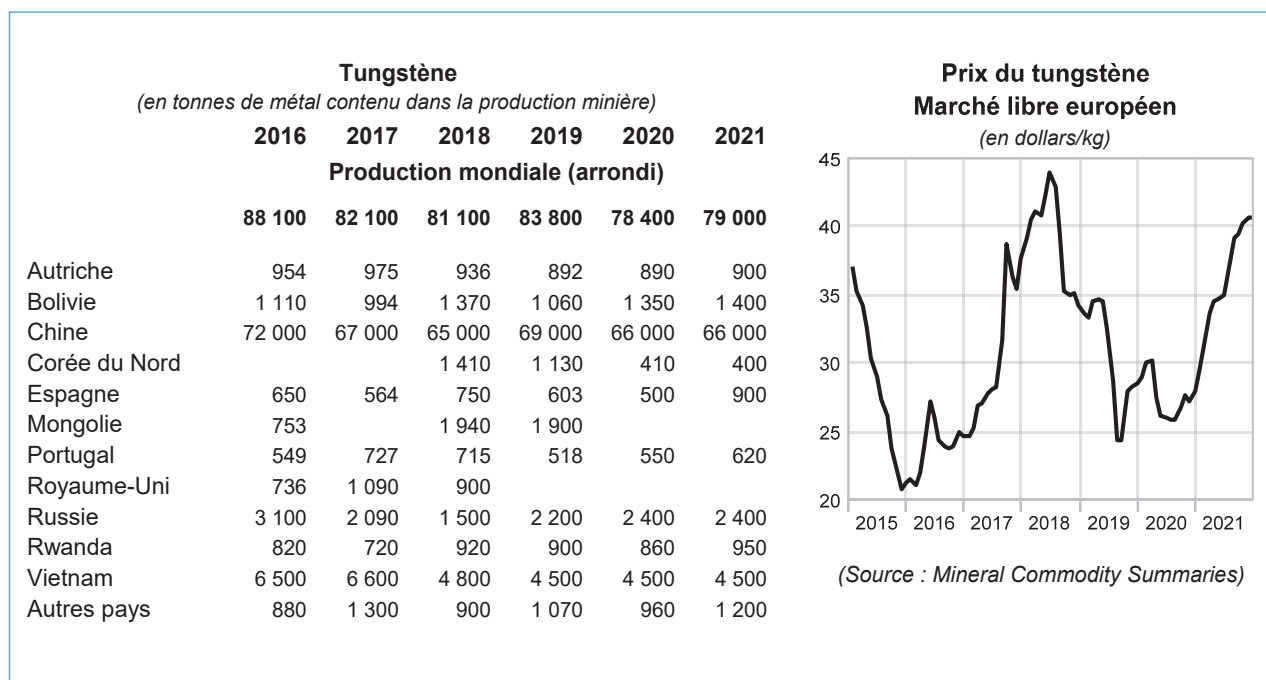 Tungstène
(en tonnes de métal contenu dans la production minière)
2016 2017 2018 2019 2020 2021
Production mondiale (arrondi)
88 100 82 100 81 100 83 800 78 400 79 000
Autriche 954 975 936 892 890 900
Bolivie 1 110 994 1 370 1 060 1 350 1 400
Chine 72 000 67 000 65 000 69 000 66 000 66 000
Corée du Nord 1 410 1 130 410 400
Espagne 650 564 750 603 500 900
Mongolie 753 1 940 1 900
Portugal 549 727 715 518 550 620
Royaume-Uni 736 1 090 900
Russie 3 100 2 090 1 500 2 200 2 400 2 400
Rwanda 820 720 920 900 860 950
Vietnam 6 500 6 600 4 800 4 500 4 500 4 500
Autres pays 880 1 300 900 1 070 960 1 200
Prix du tungstène
Marché libre européen
(en dollars/kg)
45
40
35
30
25
20
2015 2016 2017 2018 2019 2020 2021
(Source : Mineral Commodity Summaries)